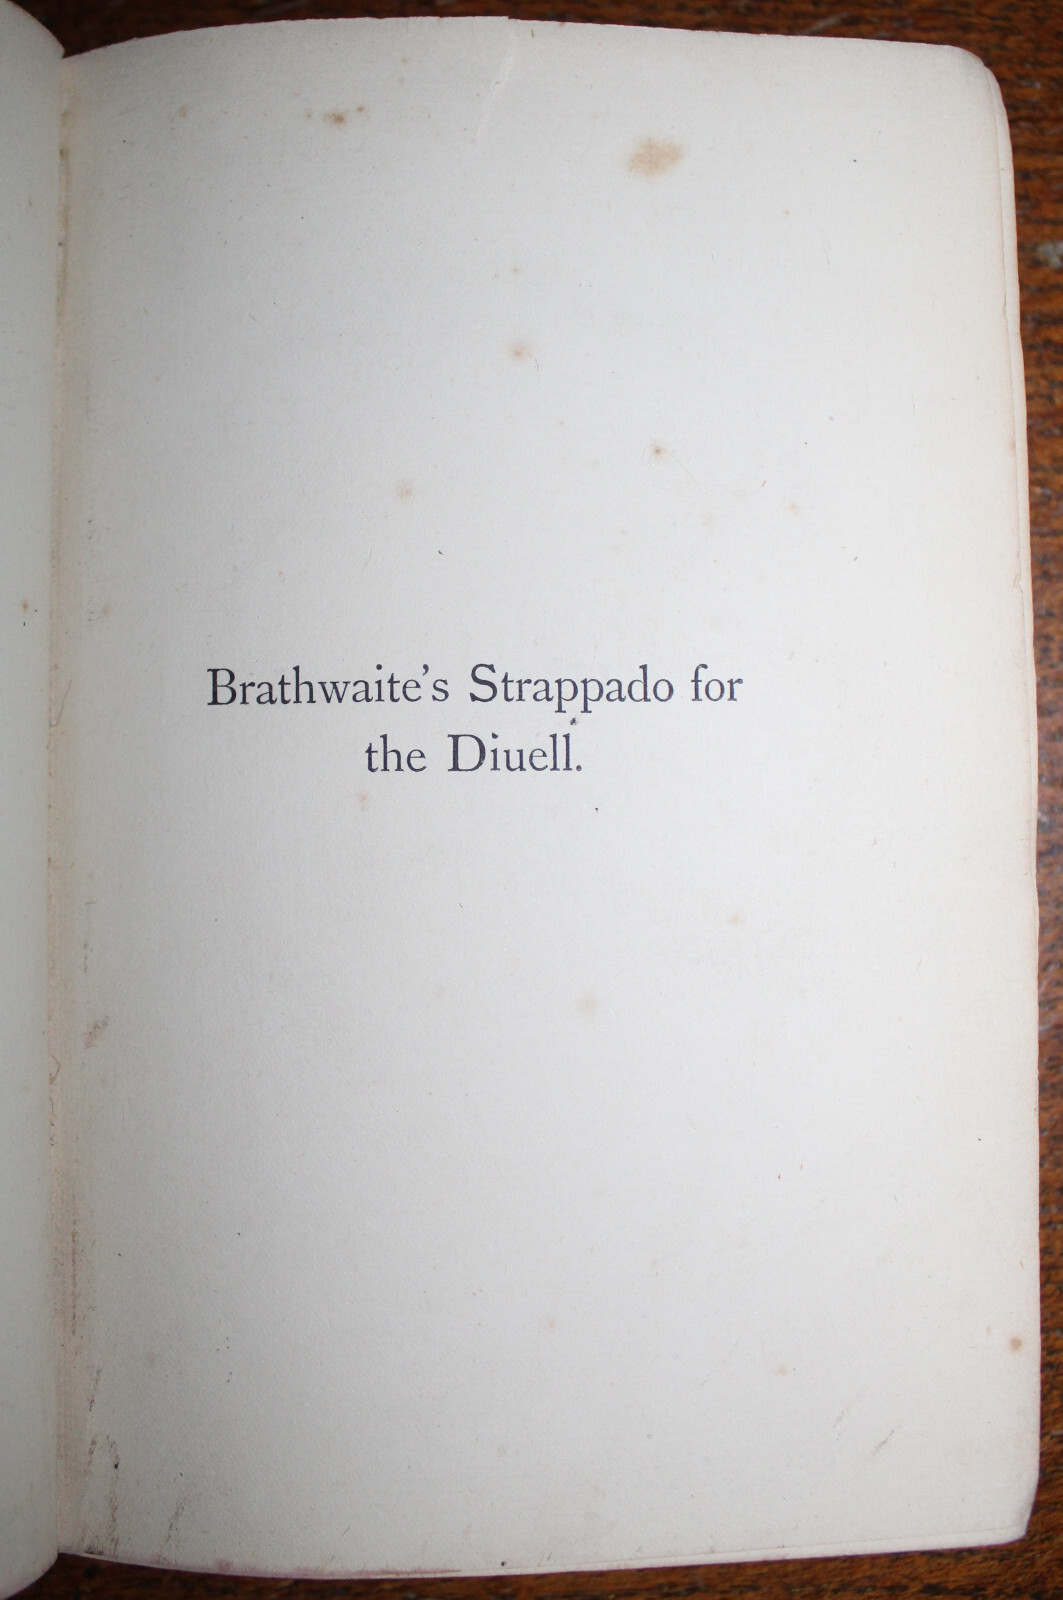 Brathwaite's Strappado for
the Diuell.